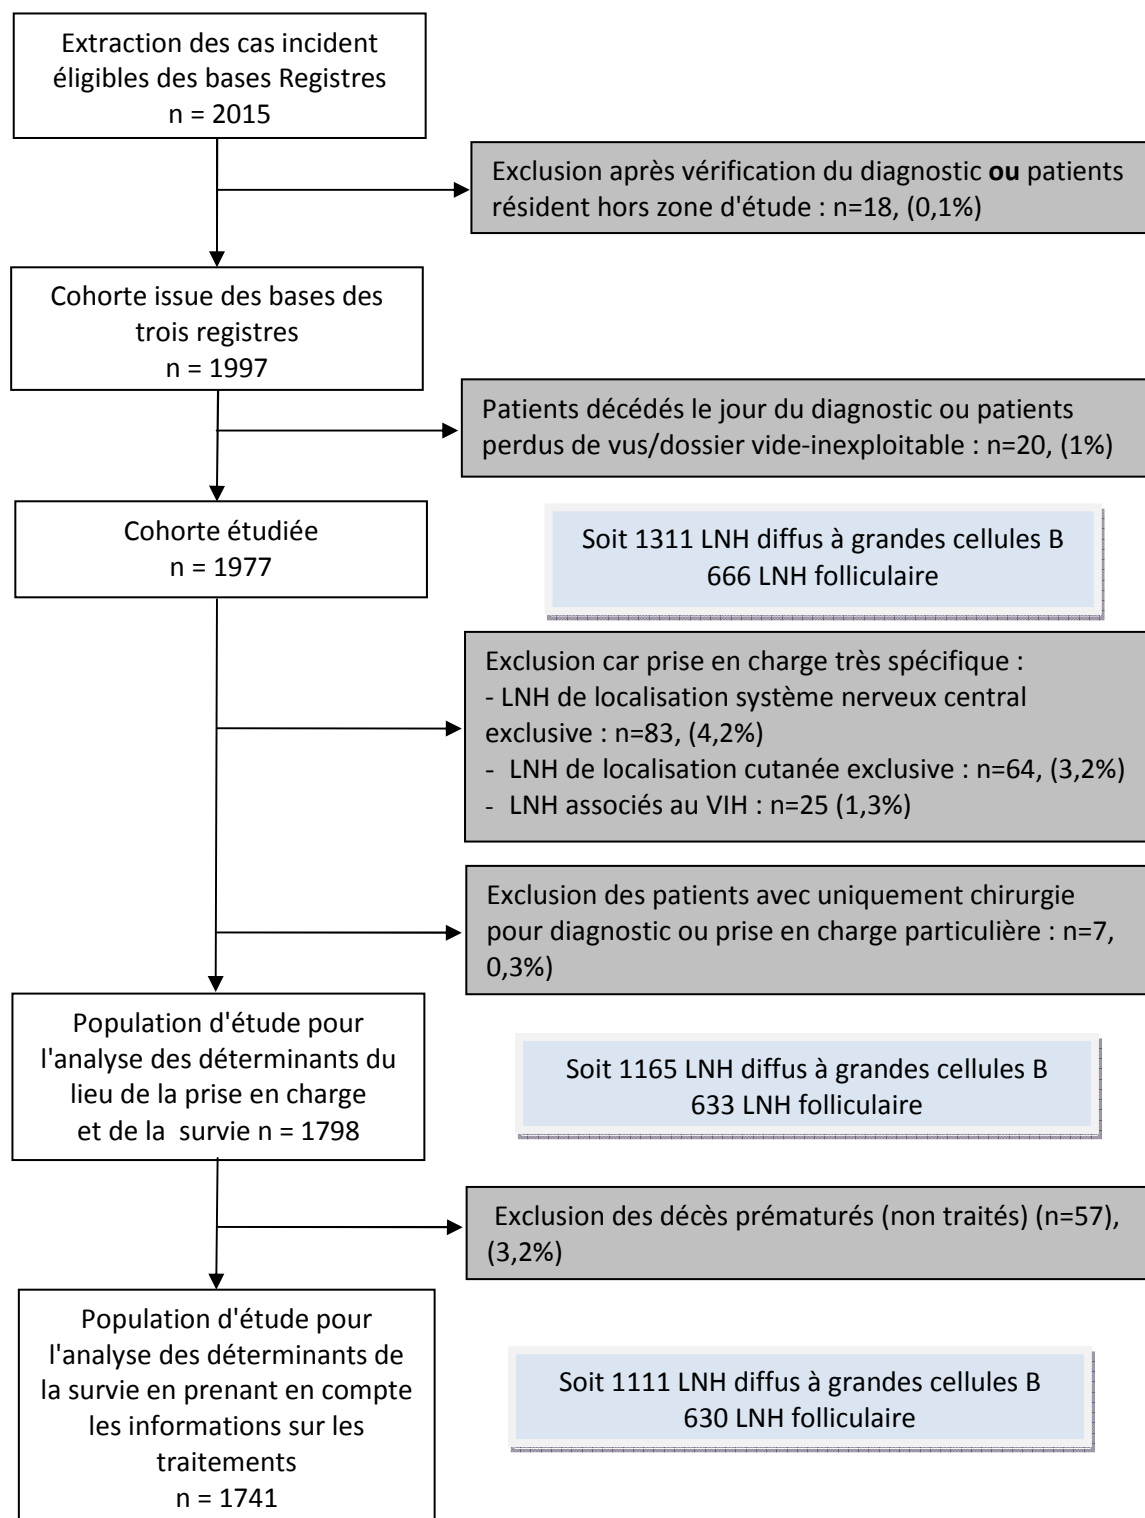 Extraction des cas incident
éligibles des bases Registres
n = 2015
Exclusion après vérification du diagnostic ou patients
résident hors zone d'étude : n=18, (0,1%)
Cohorte issue des bases des
trois registres
n = 1997
Patients décédés le jour du diagnostic ou patients
perdus de vus/dossier vide-inexploitable : n=20, (1%)
Cohorte étudiée
n = 1977
Soit 1311 LNH diffus à grandes cellules B
666 LNH folliculaire
Exclusion car prise en charge très spécifique :
- LNH de localisation système nerveux central
exclusive : n=83, (4,2%)
- LNH de localisation cutanée exclusive : n=64, (3,2%)
- LNH associés au VIH : n=25 (1,3%)
Exclusion des patients avec uniquement chirurgie
pour diagnostic ou prise en charge particulière : n=7,
0,3%)
Population d'étude pour
l'analyse des déterminants du
lieu de la prise en charge
et de la survie n = 1798
Soit 1165 LNH diffus à grandes cellules B
633 LNH folliculaire
Exclusion des décès prématurés (non traités) (n=57),
(3,2%)
Population d'étude pour
l'analyse des déterminants de
la survie en prenant en compte
les informations sur les
traitements
n = 1741
Soit 1111 LNH diffus à grandes cellules B
630 LNH folliculaire